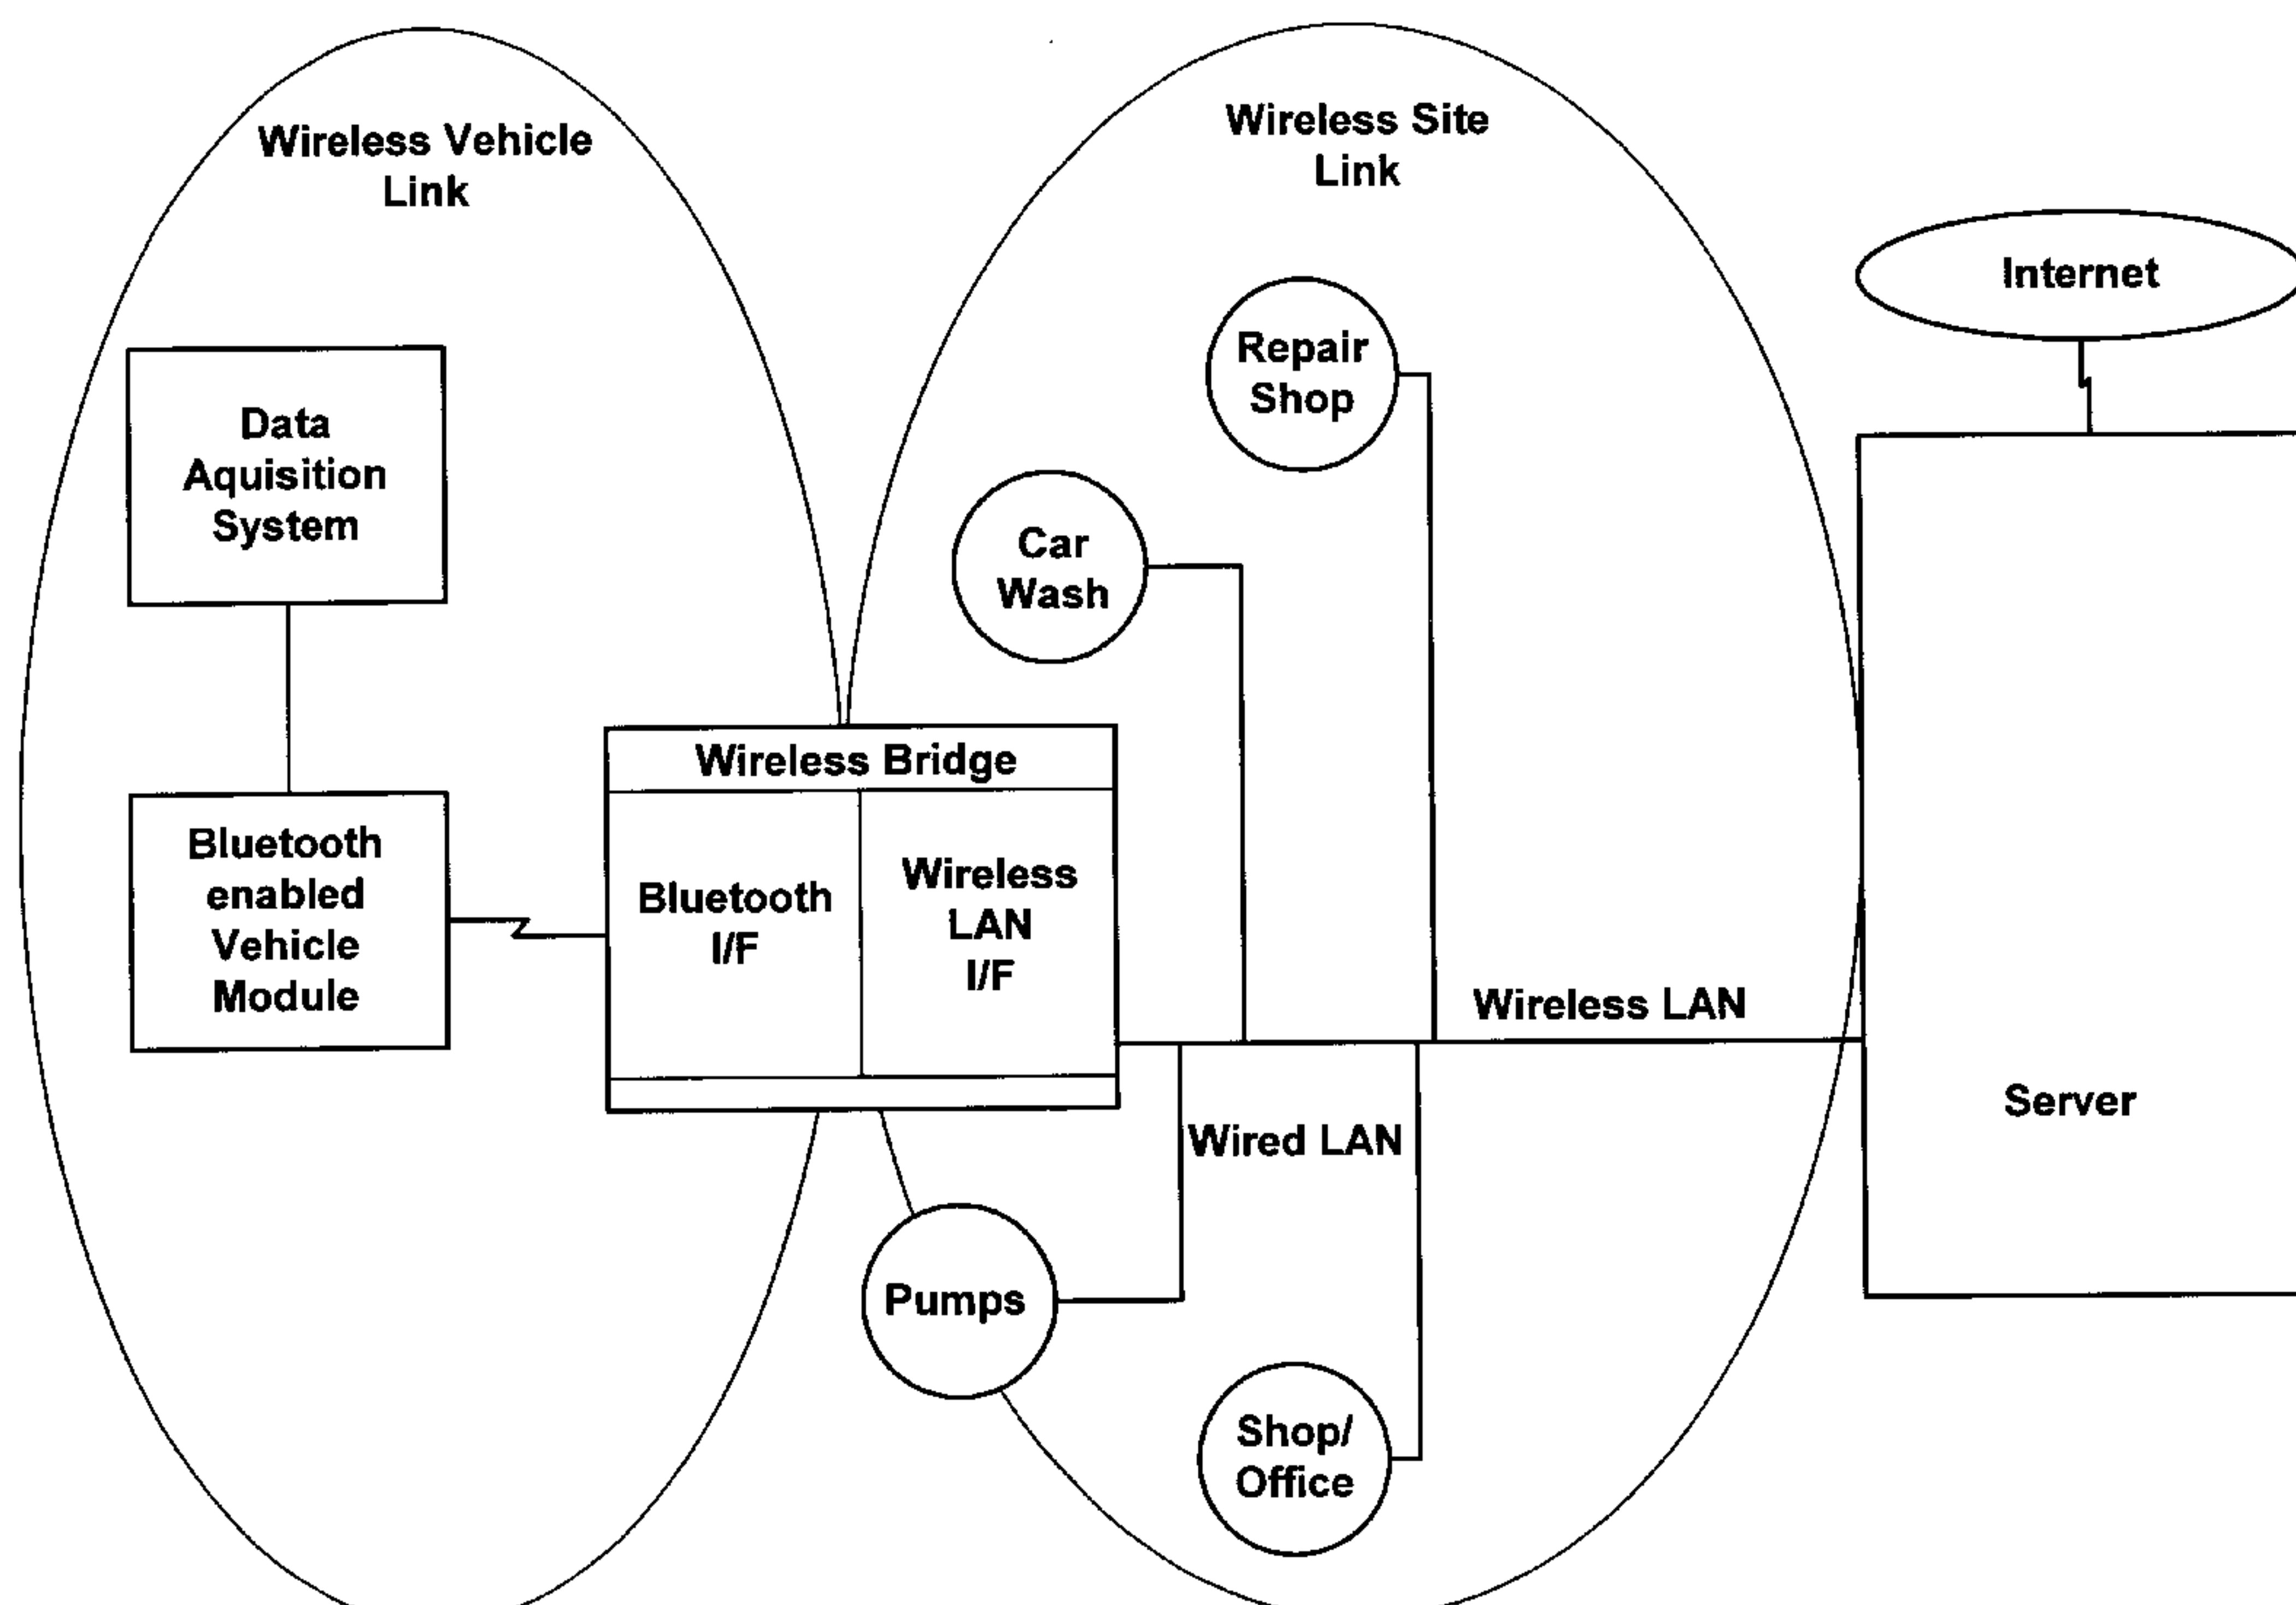 Wireless Vehicle
Link
Wireless Site
Link
Internet
Repair
Shop
Data
Aquisition
System
Car
Wash
Wireless Bridge
Bluetooth
enabled
Vehicle
Module
Bluetooth
I/F
Wireless
LAN
I/F
Wireless LAN
Server
Wired LAN
Pumps
Shop/
Office